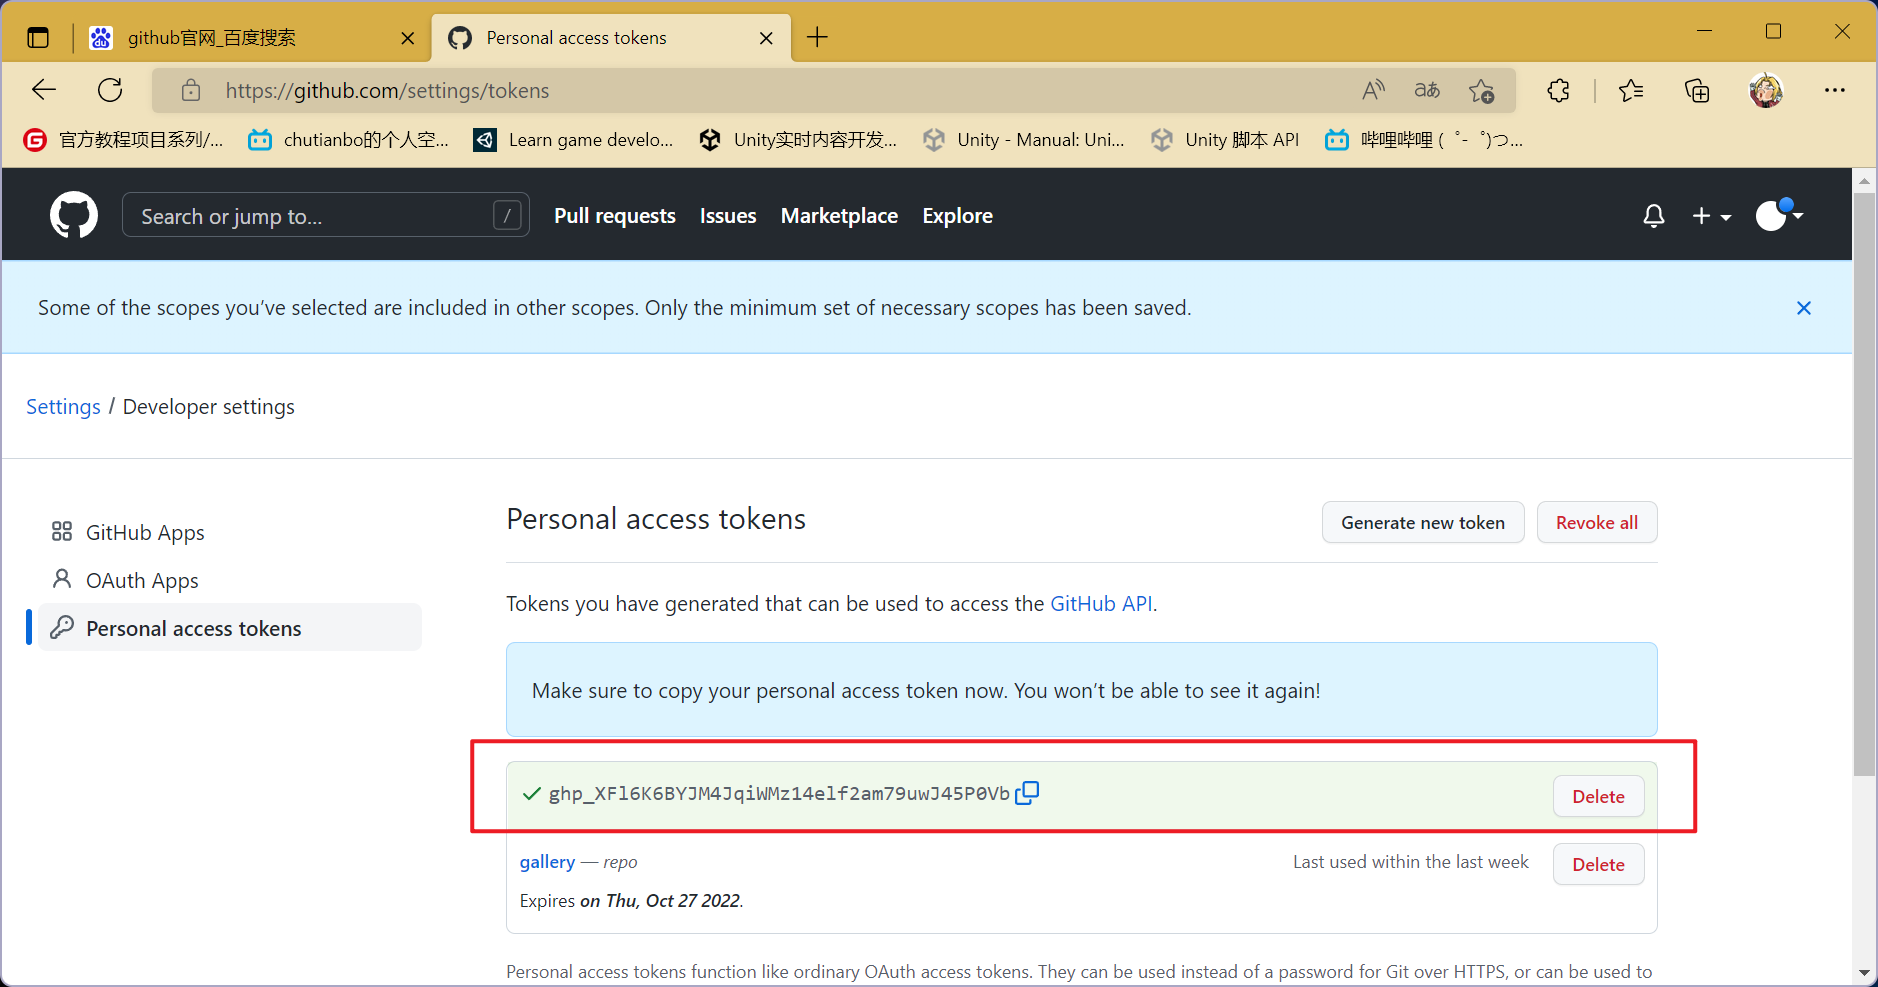 github官网_百度搜索
Personal access tokens
https://github.com/settings/tokens
官方教程项目系列/...
chutianbo的个人空...
Learn game develo...
Unity实时内容开发...
Unity - Manual: Uni...
Unity 脚本 API
哔哩哔哩 ( ゜- ゜)つ...
Search or jump to...
/
Pull requests
Issues
Marketplace
Explore
Some of the scopes you’ve selected are included in other scopes. Only the minimum set of necessary scopes has been saved.
Settings / Developer settings
GitHub Apps
OAuth Apps
Personal access tokens
Personal access tokens
Generate new token
Revoke all
Tokens you have generated that can be used to access the GitHub API.
Make sure to copy your personal access token now. You won’t be able to see it again!
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
Delete
gallery — repo
Last used within the last week
Delete
Expires on Thu, Oct 27 2022.
Personal access tokens function like ordinary OAuth access tokens. They can be used instead of a password for Git over HTTPS, or can be used to